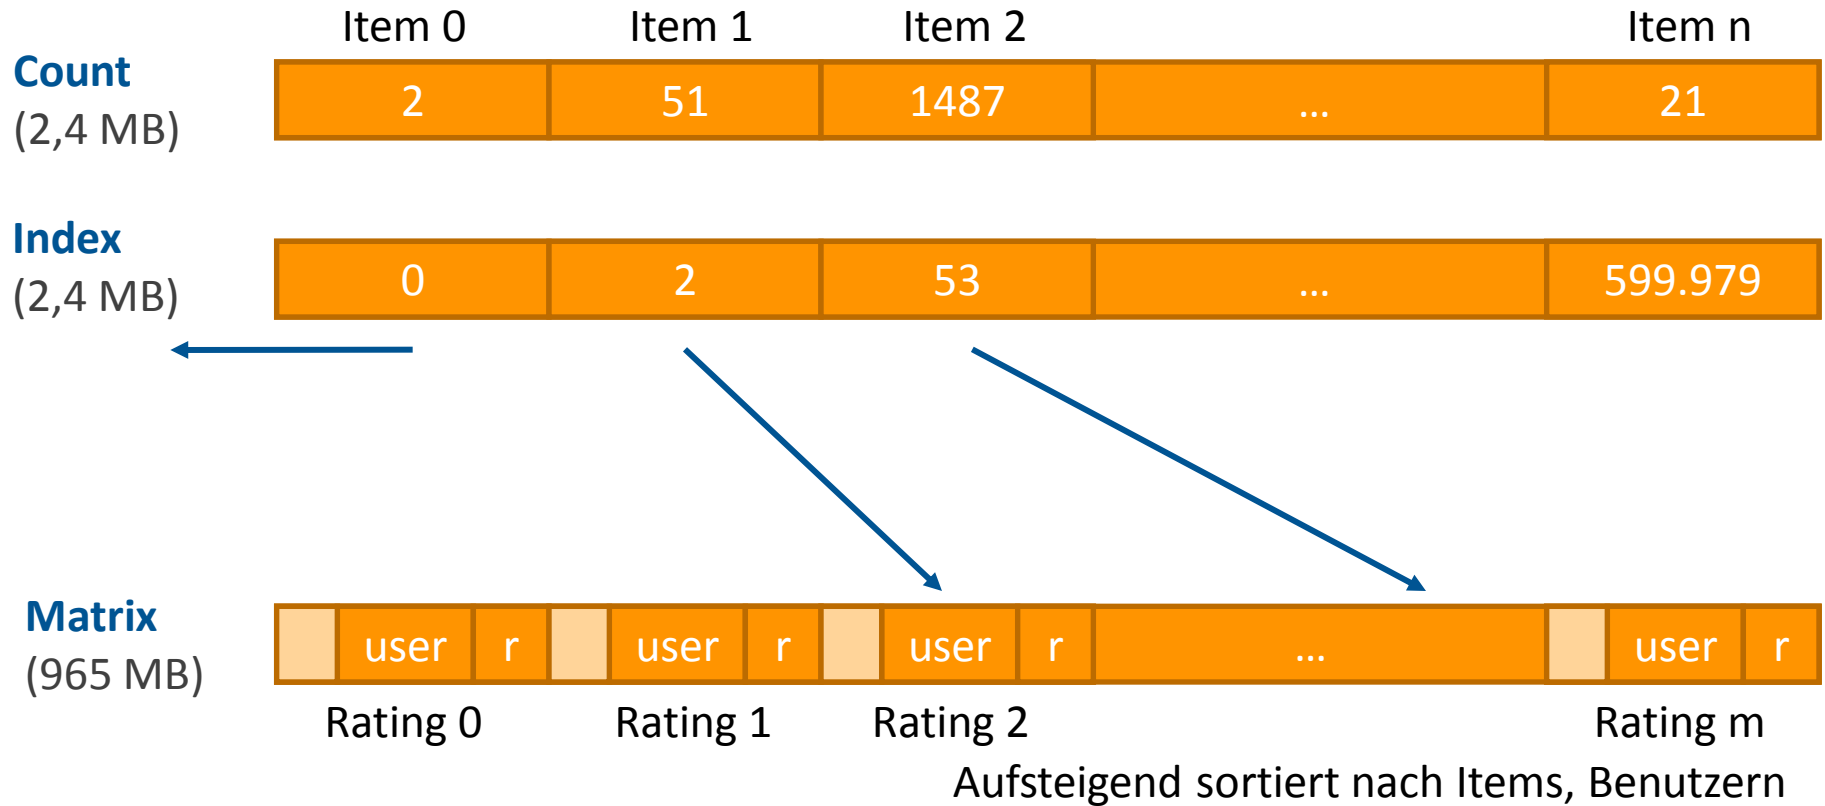 Item 0 Item 1 Item 2 Item n
Count
(2,4 MB)
2 51 1487 ... 21
Index
(2,4 MB)
0 2 53 ... 599.979
Matrix
(965 MB)
user r user r user r ... user r
Rating 0 Rating 1 Rating 2 Rating m
Aufsteigend sortiert nach Items, Benutzern